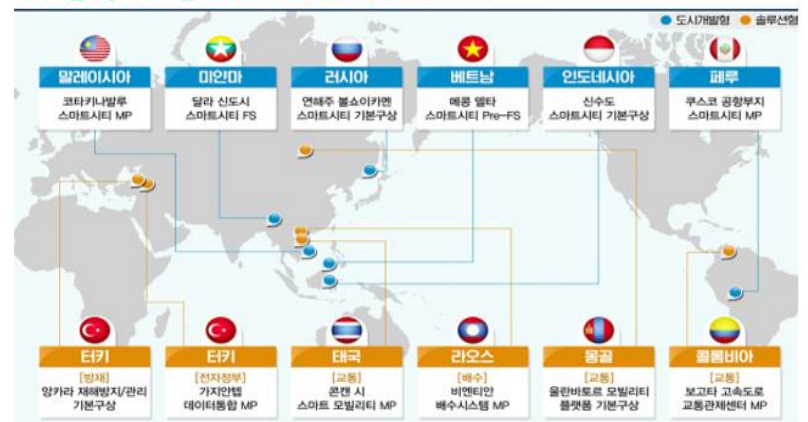 도시개발형 솔루션형
말레이시아
코타키나발루
스마트시티 MP
미얀마
달라 신도시
스마트시티 FS
러시아
연해주 볼쇼이카멘
스마트시티 기본구상
베트남
메콩 델타
스마트시티 Pre-FS
인도네시아
신수도
스마트시티 기본구상
페루
쿠스코 공항부지
스마트시티 MP
터키
[방재]
앙카라 재해방지/관리
기본구상
터키
[전자정부]
가지안텝
데이터통합 MP
태국
[교통]
콘캔 시
스마트 모빌리티 MP
라오스
[배수]
비엔티안
배수시스템 MP
몽골
[교통]
울란바토르 모빌리티
플랫폼 기본구상
콜롬비아
[교통]
보고타 고속도로
교통관제센터 MP